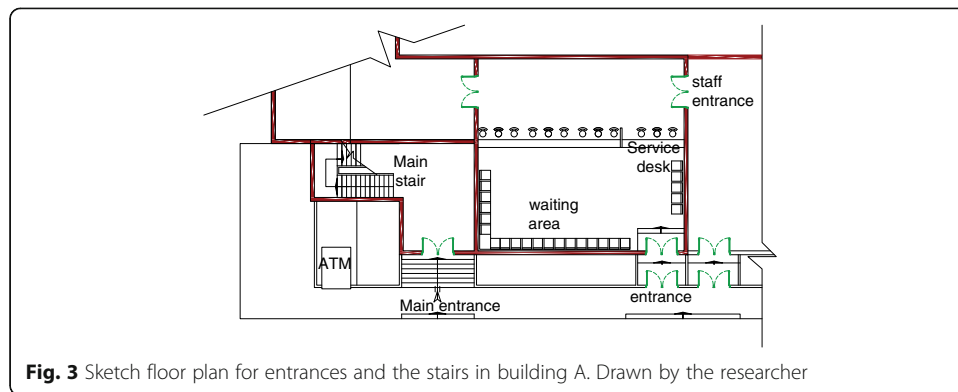 staff
entrance
Service
desk
Main
stair
waiting
area
ATM
entrance
Main entrance
Fig. 3 Sketch floor plan for entrances and the stairs in building A. Drawn by the researcher